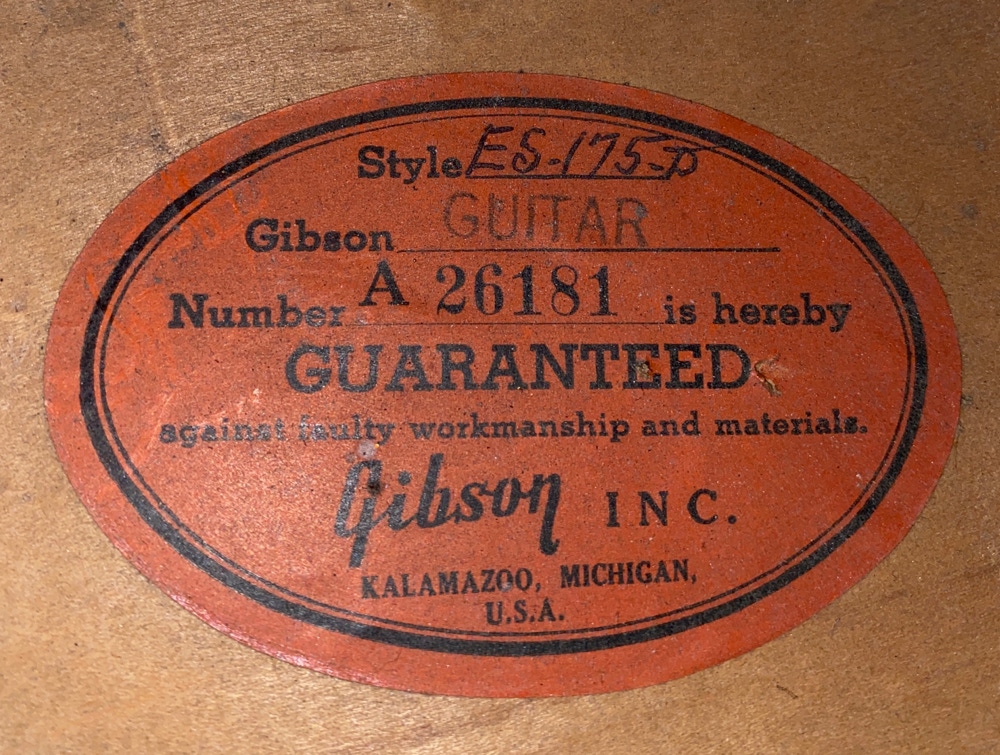 Style ES-175-D
Gibson GUITAR
Number A 26181 is hereby
GUARANTEED
against faulty workmanship and materials.
Gibson INC.
KALAMAZOO, MICHIGAN,
U.S.A.